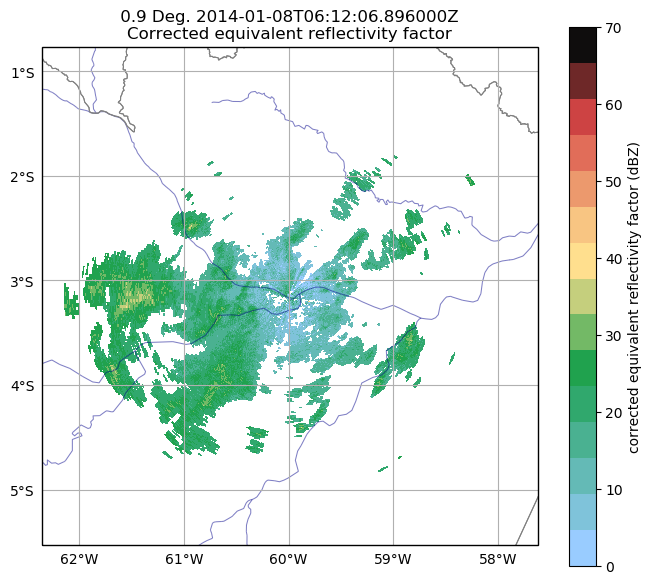 0.9 Deg. 2014-01-08T06:12:06.896000Z
Corrected equivalent reflectivity factor
1°S
2°S
3°S
4°S
5°S
62°W 61°W 60°W 59°W 58°W
70
60
50
40
30
20
10
0
corrected equivalent reflectivity factor (dBZ)